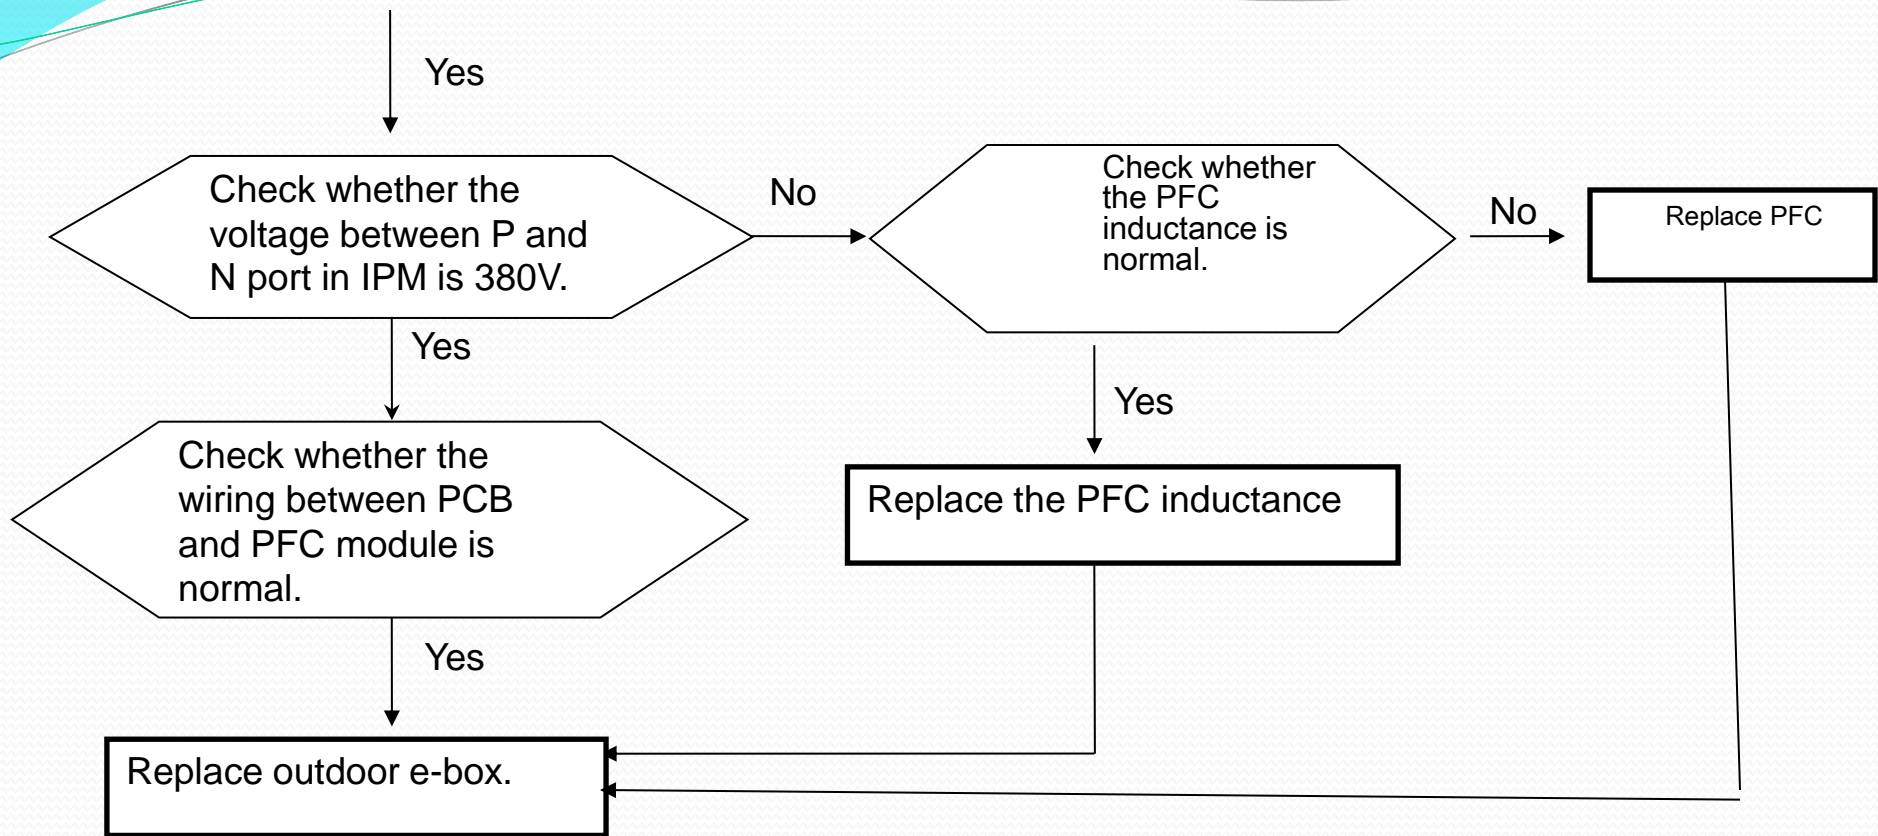 Yes
Check whether the
voltage between P and
N port in IPM is 380V.
No
Check whether
the PFC
inductance is
normal.
No
Replace PFC
Yes
Yes
Check whether the
wiring between PCB
and PFC module is
normal.
Replace the PFC inductance
Yes
Replace outdoor e-box.